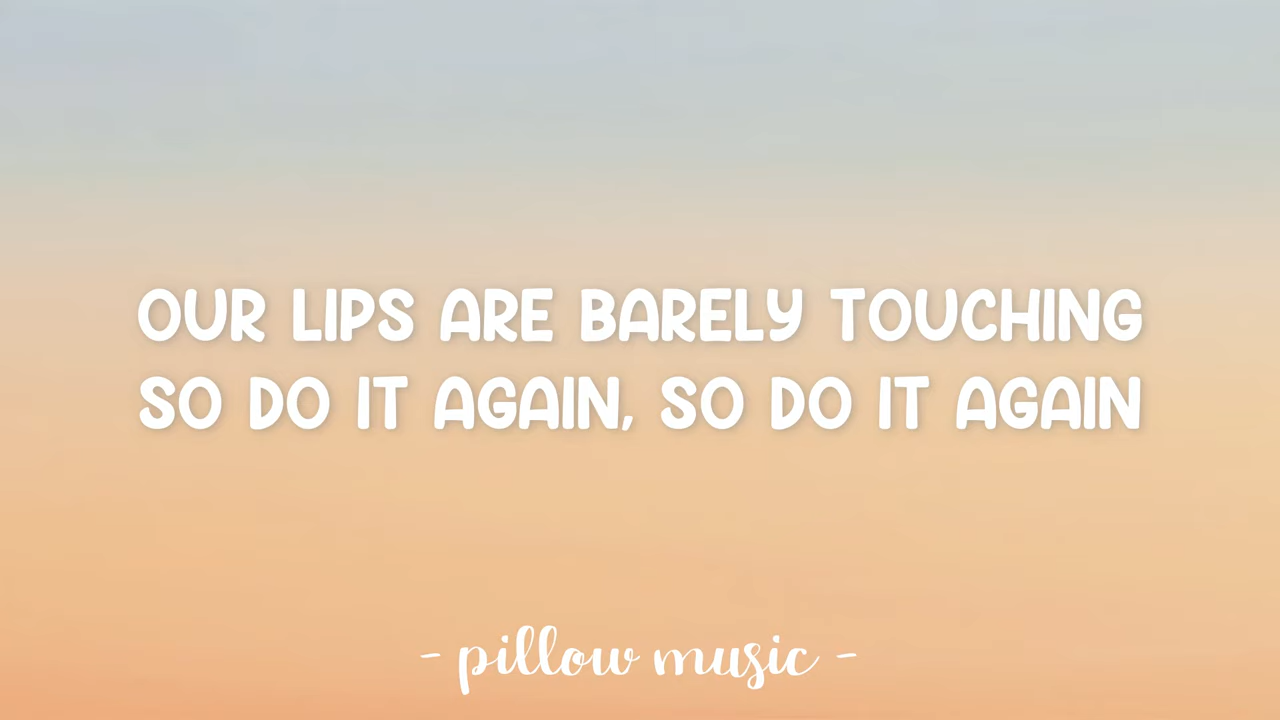 OUR LIPS ARE BARELY TOUCHING
SO DO IT AGAIN, SO DO IT AGAIN
- pillow music -